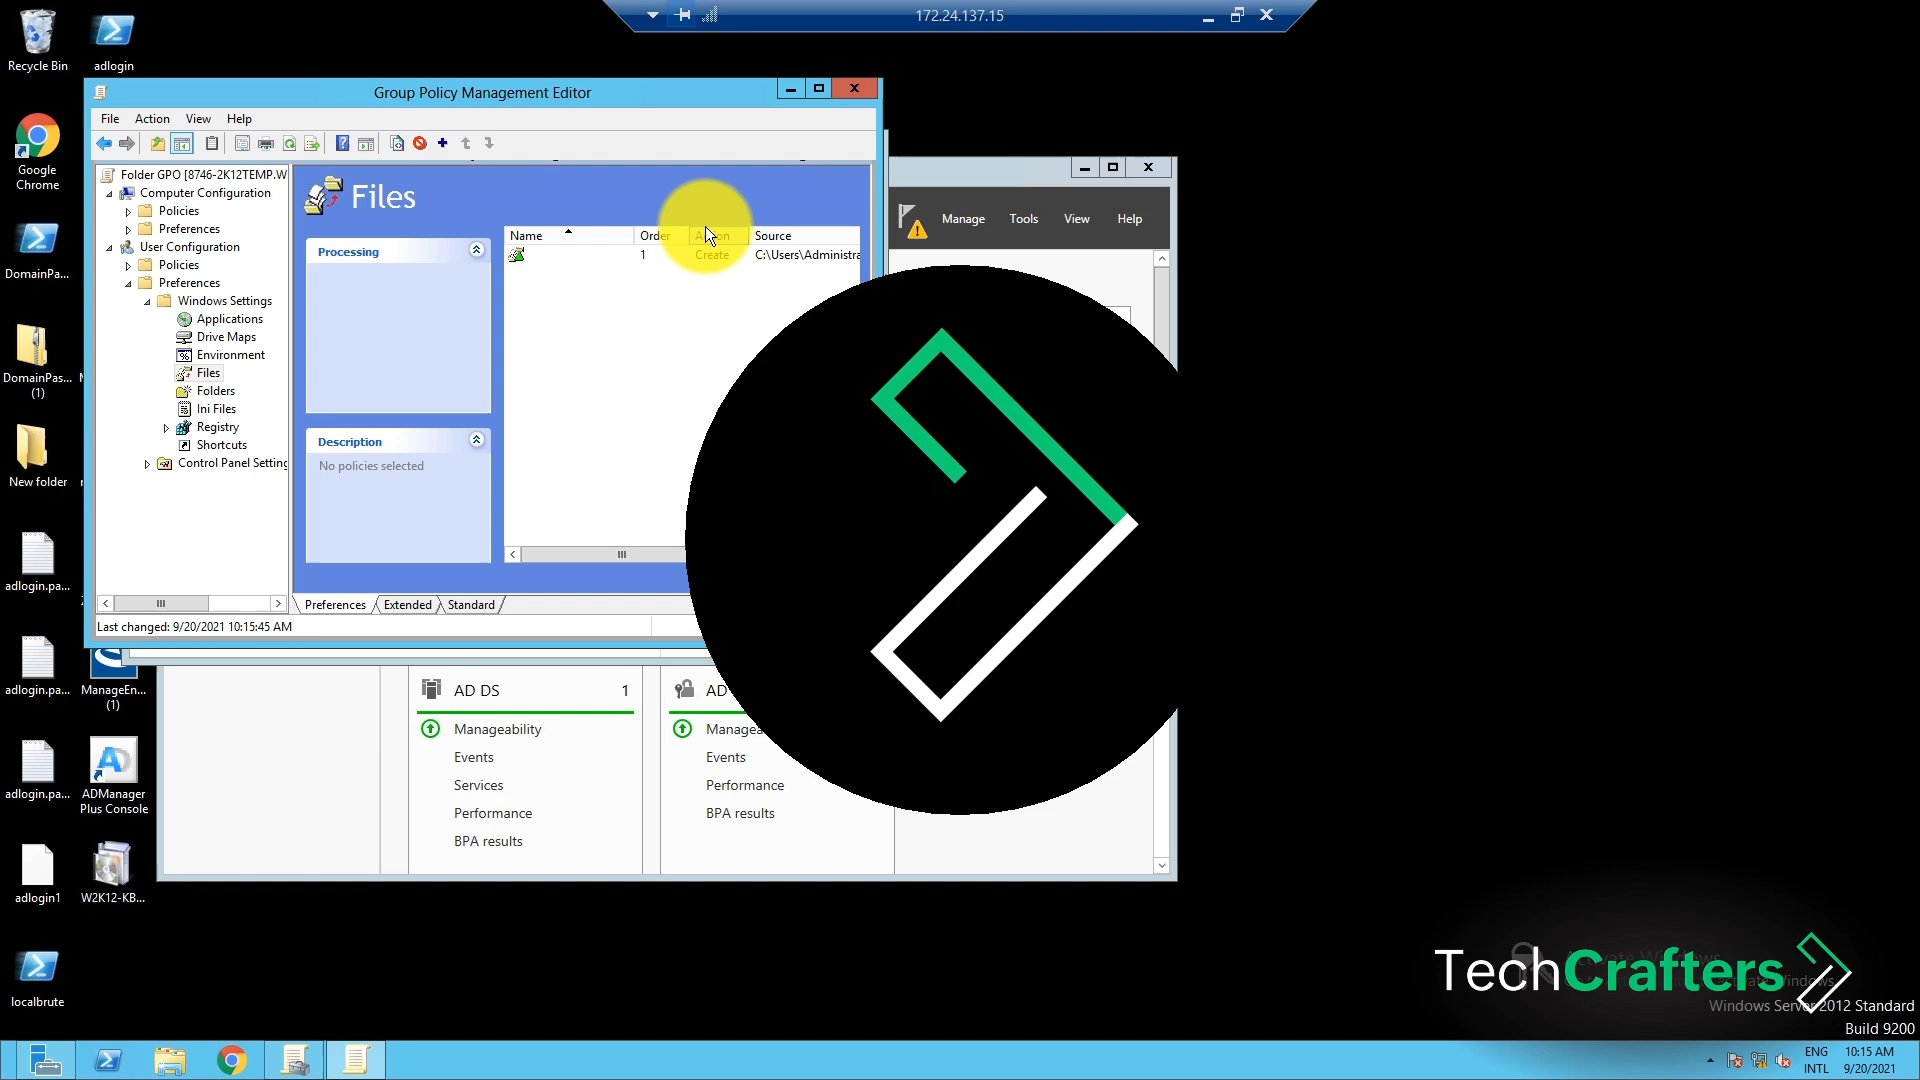 172.24.137.15
Recycle Bin
adlogin
Google
Chrome
DomainPa...
DomainPas...
(1)
New folder
adlogin.pa...
adlogin.pa...
ManageEn...
(1)
adlogin.pa...
ADManager
Plus Console
adlogin1
W2K12-KB...
localbrute
Group Policy Management Editor
File
Action
View
Help
Folder GPO [8746-2K12TEMP.W
Computer Configuration
Policies
Preferences
User Configuration
Policies
Preferences
Windows Settings
Applications
Drive Maps
Environment
Files
Folders
Ini Files
Registry
Shortcuts
Control Panel Setting
Files
Processing
Description
No policies selected
Name
Order
Action
Source
1
Create
C:\Users\Administra
Preferences
Extended
Standard
Last changed: 9/20/2021 10:15:45 AM
Manage
Tools
View
Help
AD DS
1
Manageability
Events
Services
Performance
BPA results
AD
Managea
Events
Performance
BPA results
TechCrafters
Activate Windows
Windows Server 2012 Standard
Build 9200
ENG
INTL
10:15 AM
9/20/2021